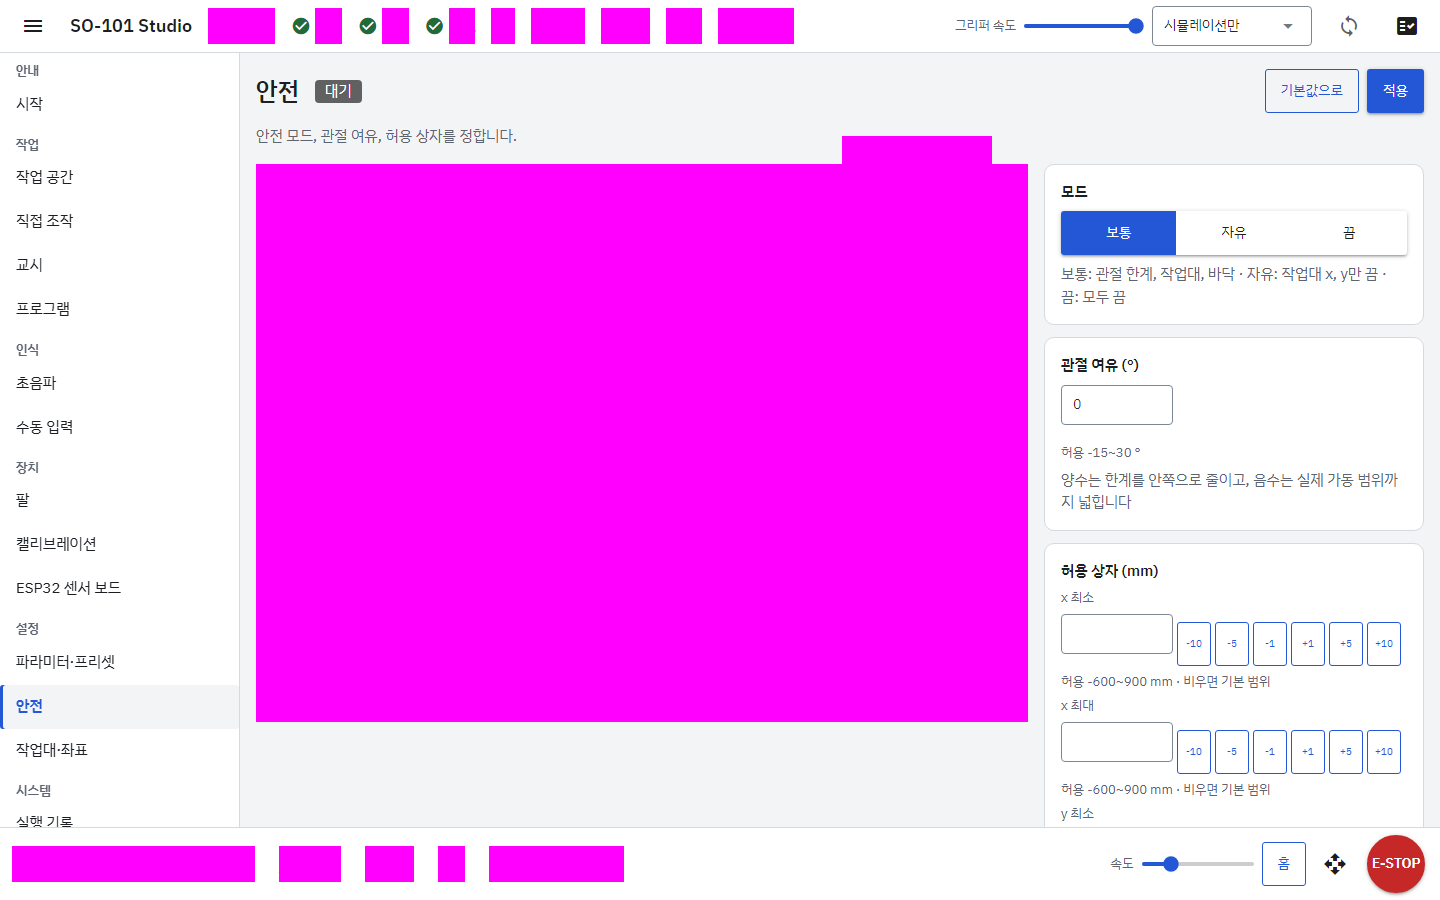 SO-101 Studio
그리퍼 속도
시뮬레이션만
안내
시작
작업
작업 공간
직접 조작
교시
프로그램
인식
초음파
수동 입력
장치
팔
캘리브레이션
ESP32 센서 보드
설정
파라미터·프리셋
안전
작업대·좌표
시스템
실행 기록
안전
대기
기본값으로
적용
안전 모드, 관절 여유, 허용 상자를 정합니다.
모드
보통
자유
끔
보통: 관절 한계, 작업대, 바닥 · 자유: 작업대 x, y만 끔 ·
끔: 모두 끔
관절 여유 (°)
0
허용 -15~30 °
양수는 한계를 안쪽으로 줄이고, 음수는 실제 가동 범위까
지 넓힙니다
허용 상자 (mm)
x 최소
-10
-5
-1
+1
+5
+10
허용 -600~900 mm · 비우면 기본 범위
x 최대
-10
-5
-1
+1
+5
+10
허용 -600~900 mm · 비우면 기본 범위
y 최소
속도
홈
E-STOP